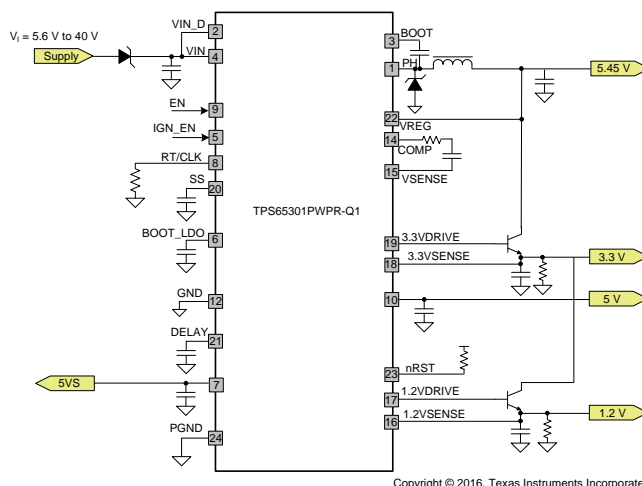 VI = 5.6 V to 40 V
Supply
VIN_D
2
VIN
4
EN
9
IGN_EN
5
RT/CLK
8
SS
20
BOOT_LDO
6
GND
12
DELAY
21
5VS
7
PGND
24
TPS65301PWPR-Q1
BOOT
3
PH
1
5.45 V
22
VREG
14
COMP
15
VSENSE
3.3VDRIVE
19
3.3VSENSE
18
3.3 V
10
5 V
nRST
23
1.2VDRIVE
17
1.2VSENSE
16
1.2 V
Copyright © 2016, Texas Instruments Incorporate